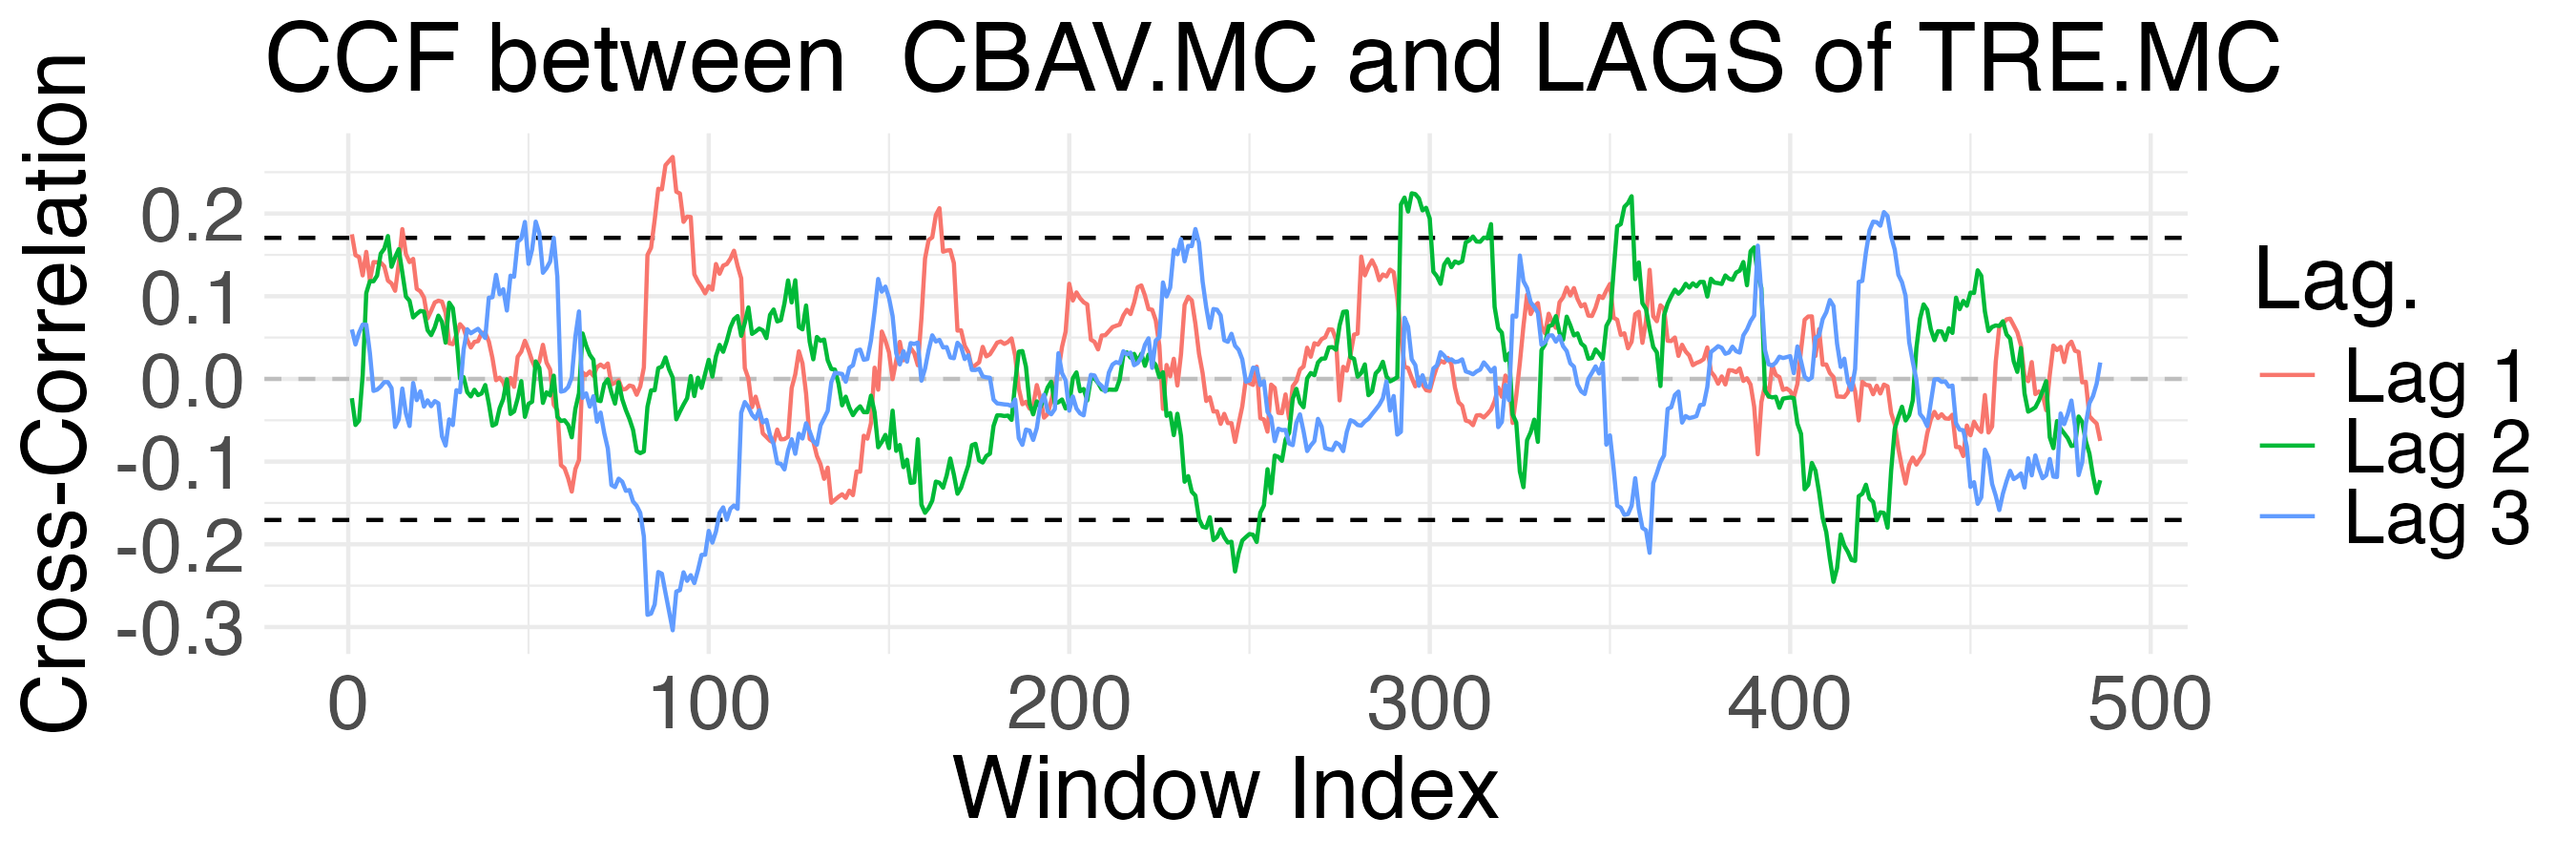 CCF between  CBAV.MC and LAGS of TRE.MC
Cross-Correlation
0.2
0.1
0.0
-0.1
-0.2
-0.3
0 100 200 300 400 500
Window Index
Lag.
Lag 1
Lag 2
Lag 3